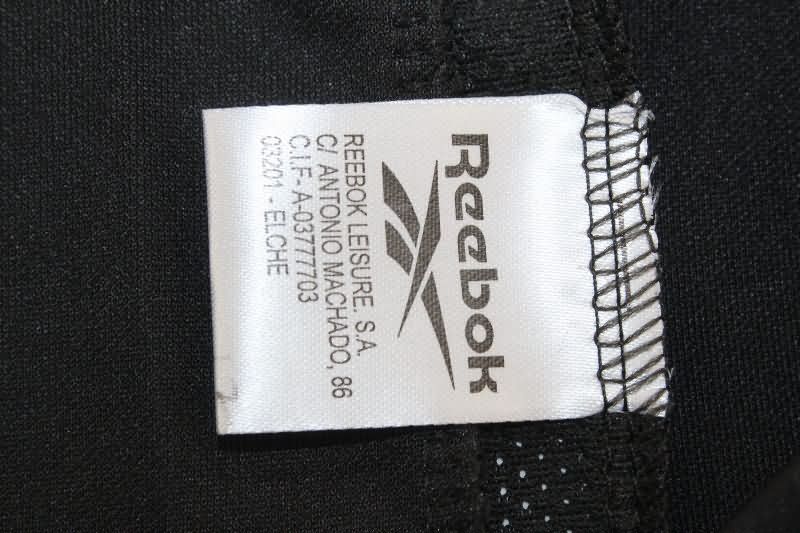 Reebok
REEBOK LEISURE. S.A.
C/ ANTONIO MACHADO, 86
C.I.F- A-03777703
03201 - ELCHE